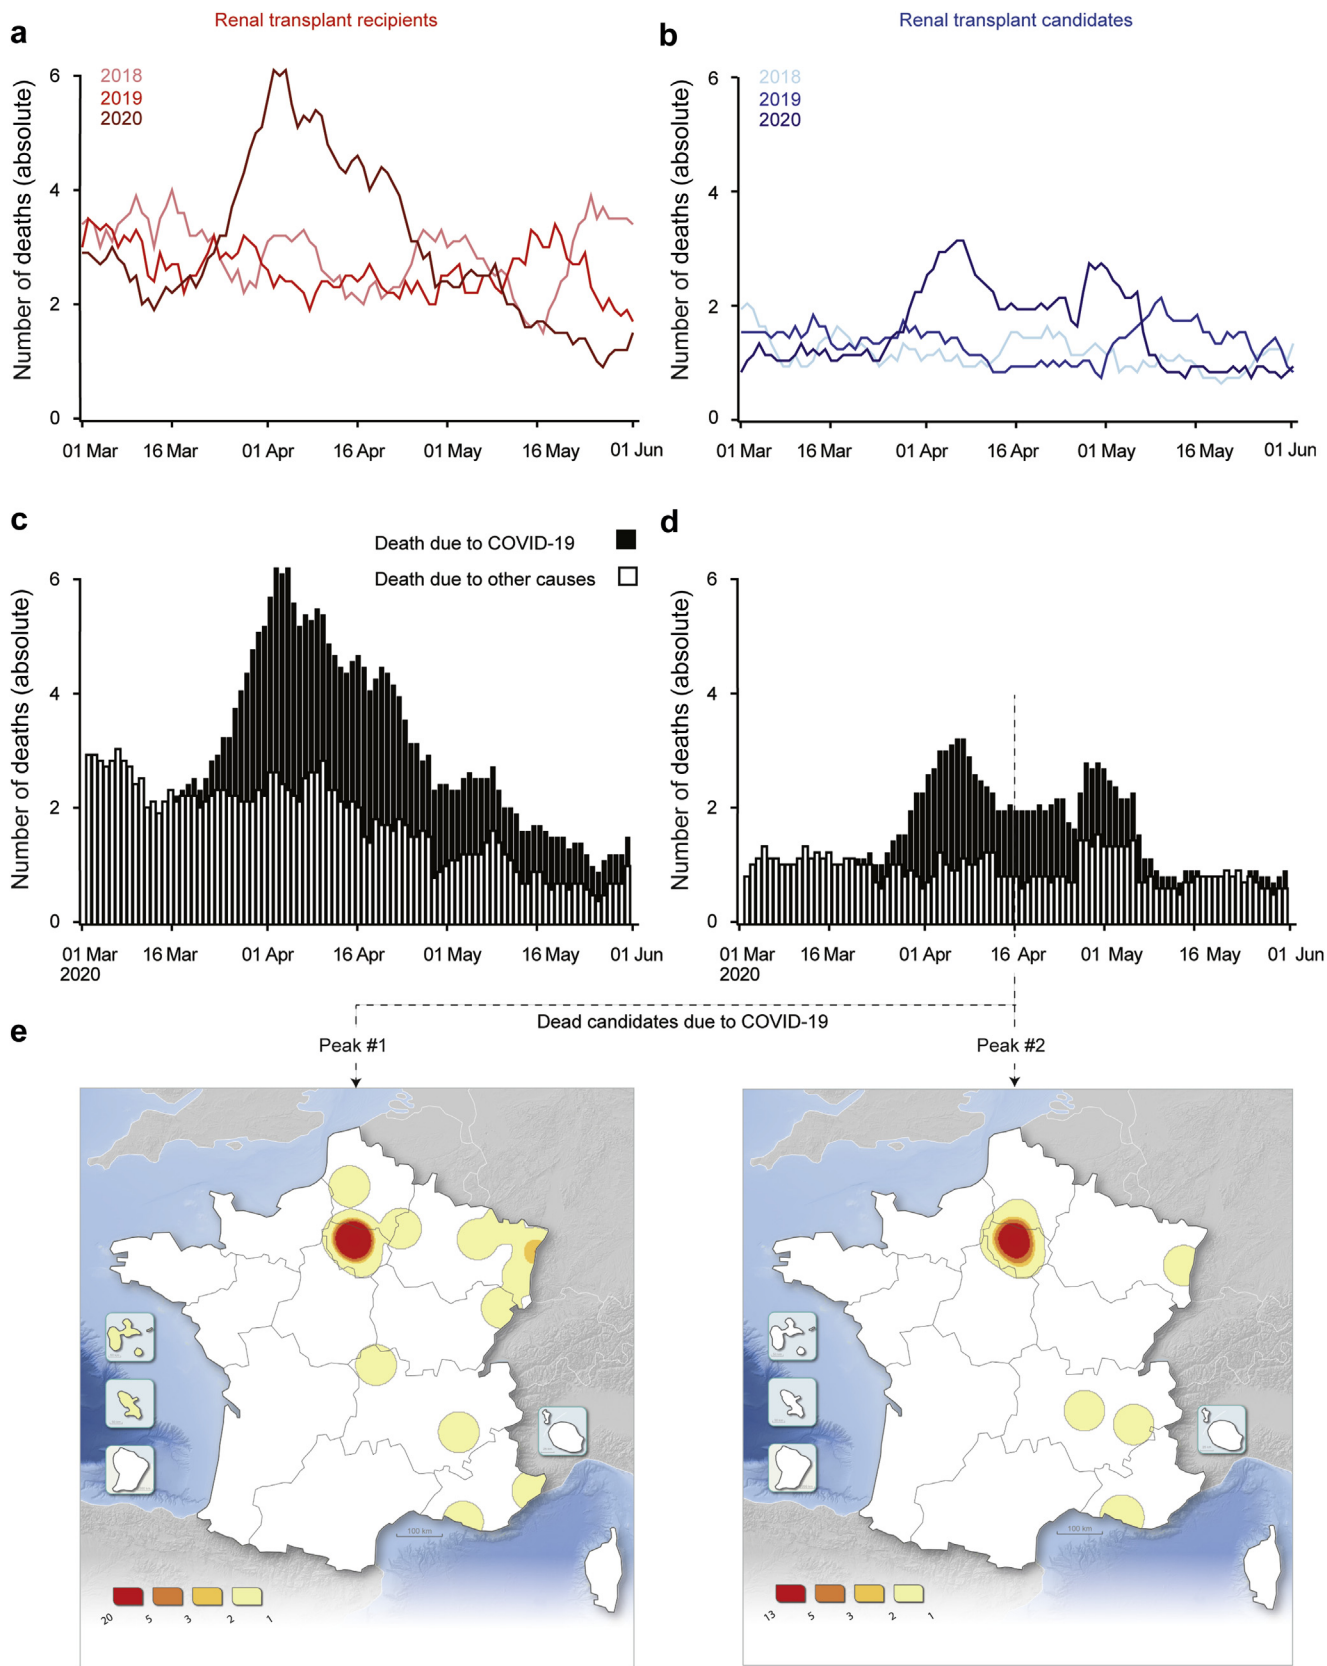 Renal transplant recipients
a
2018
2019
2020
Number of deaths (absolute)
6
4
2
0
01 Mar 16 Mar 01 Apr 16 Apr 01 May 16 May 01 Jun
Renal transplant candidates
b
2018
2019
2020
Number of deaths (absolute)
6
4
2
0
01 Mar 16 Mar 01 Apr 16 Apr 01 May 16 May 01 Jun
c
Death due to COVID-19
Death due to other causes
Number of deaths (absolute)
6
4
2
0
01 Mar 16 Mar 01 Apr 16 Apr 01 May 16 May 01 Jun
2020
d
Number of deaths (absolute)
6
4
2
0
01 Mar 16 Mar 01 Apr 16 Apr 01 May 16 May 01 Jun
2020
e
Dead candidates due to COVID-19
Peak #1
100 km
20 5 3 2 1
Peak #2
100 km
13 5 3 2 1